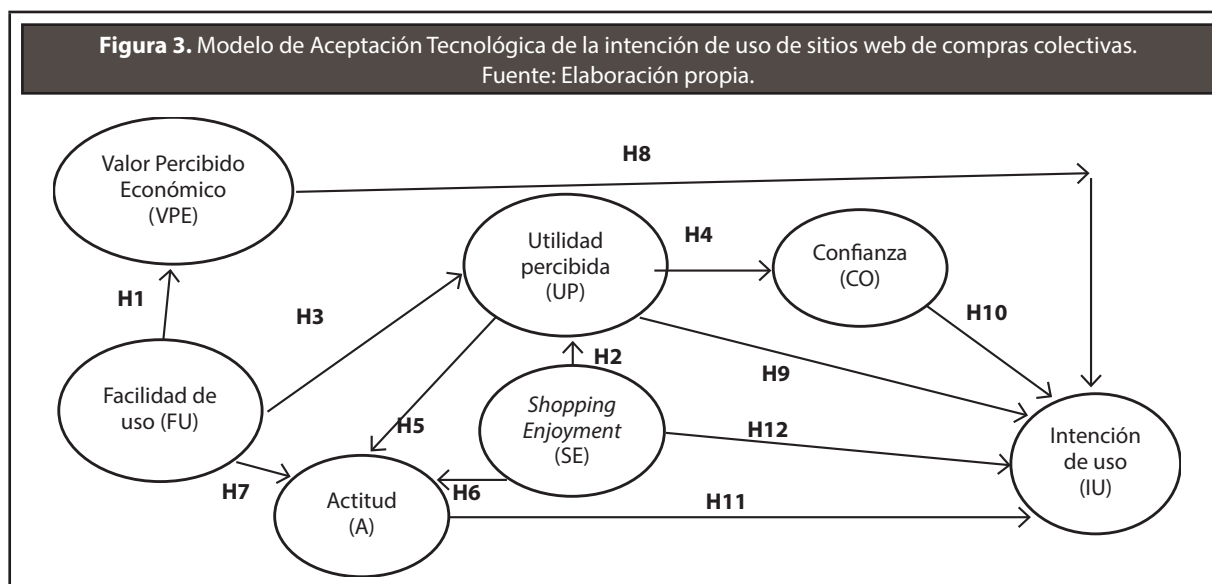 Figura 3. Modelo de Aceptación Tecnológica de la intención de uso de sitios web de compras colectivas.
Fuente: Elaboración propia.
Valor Percibido
Económico
(VPE)
H8
Utilidad
percibida
(UP)
H4
Confianza
(CO)
H1
H3
H10
H2
H9
Facilidad de
uso (FU)
Shopping
Enjoyment
(SE)
H5
H12
Intención
de uso
(IU)
H7
H6
Actitud
(A)
H11